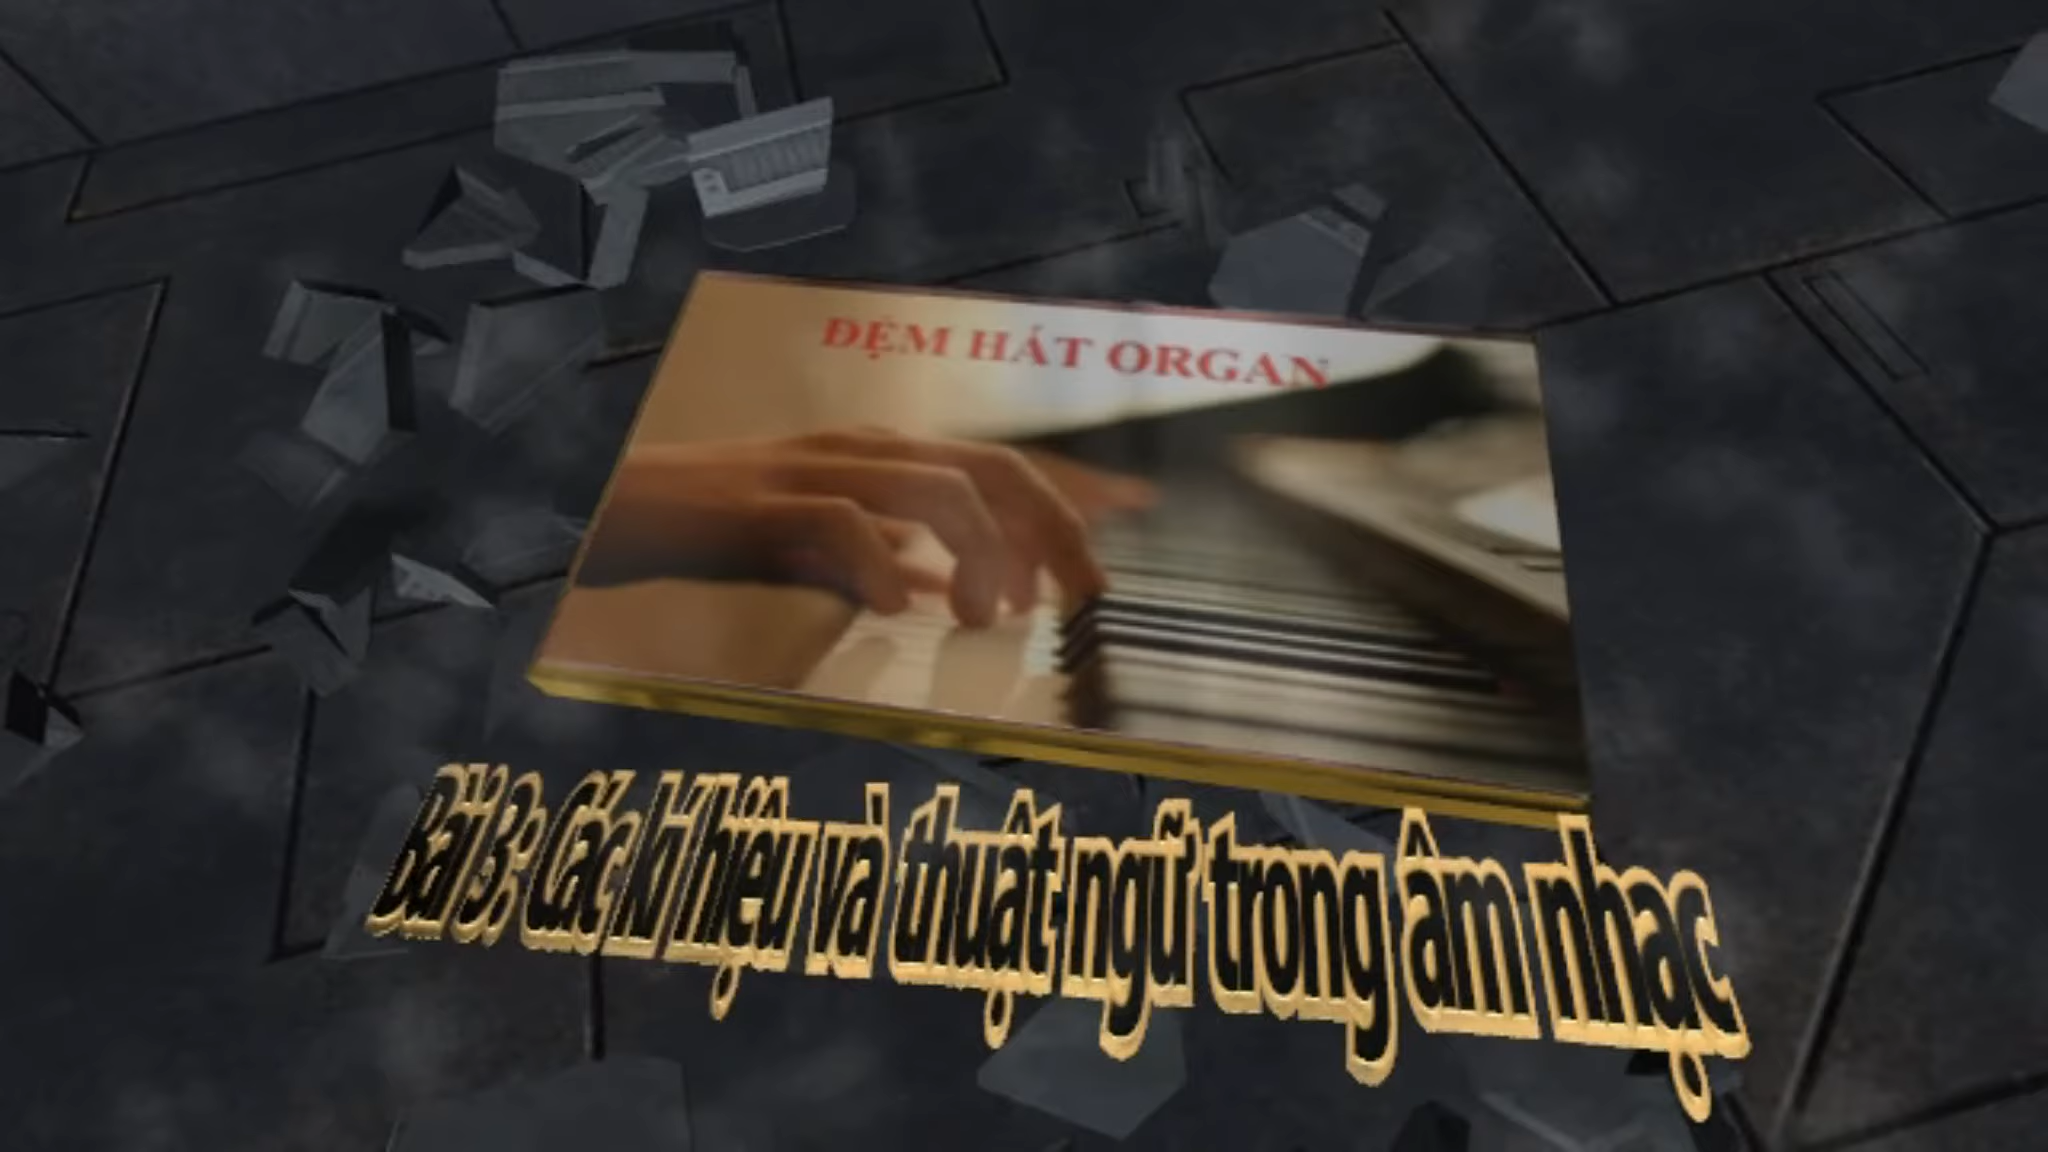 ĐỆM HÁT ORGAN
Bài 3: Các kí hiệu và thuật ngữ trong âm nhạc